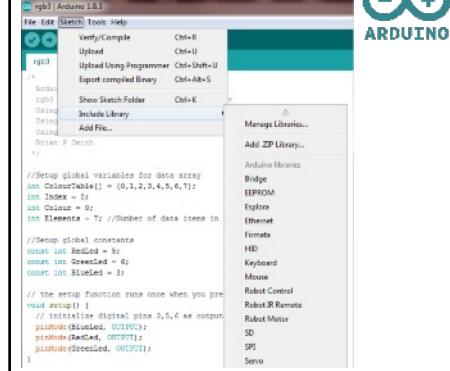 rgb3 | Arduino 1.8.3
File Edit Sketch Tools Help
Verify/Compile Ctrl+R
Upload Ctrl+U
Upload Using Programmer Ctrl+Shift+U
Export compiled Binary Ctrl+Alt+S
Show Sketch Folder Ctrl+K
Include Library
Add File...
ARDUINO
rgb3
/*
rgb3
Using
Using
Using
Brian P Smith
*/
Manage Libraries...
Add .ZIP Library...
Arduino libraries
Bridge
EEPROM
Esplora
Ethernet
Firmata
HID
Keyboard
Mouse
Robot Control
Robot IR Remote
Robot Motor
SD
SPI
Servo
//Setup global variables for data array
int ColourTable[] = {0,1,2,3,4,5,6,7};
int Index = 0;
int Colour = 0;
int Elements = 7; //Number of data items in
//Setup global constants
const int RedLed = 5;
const int GreenLed = 6;
const int BlueLed = 3;
// the setup function runs once when you pre
void setup() {
// initialize digital pins 3,5,6 as output
pinMode(BlueLed, OUTPUT);
pinMode(RedLed, OUTPUT);
pinMode(GreenLed, OUTPUT);
}